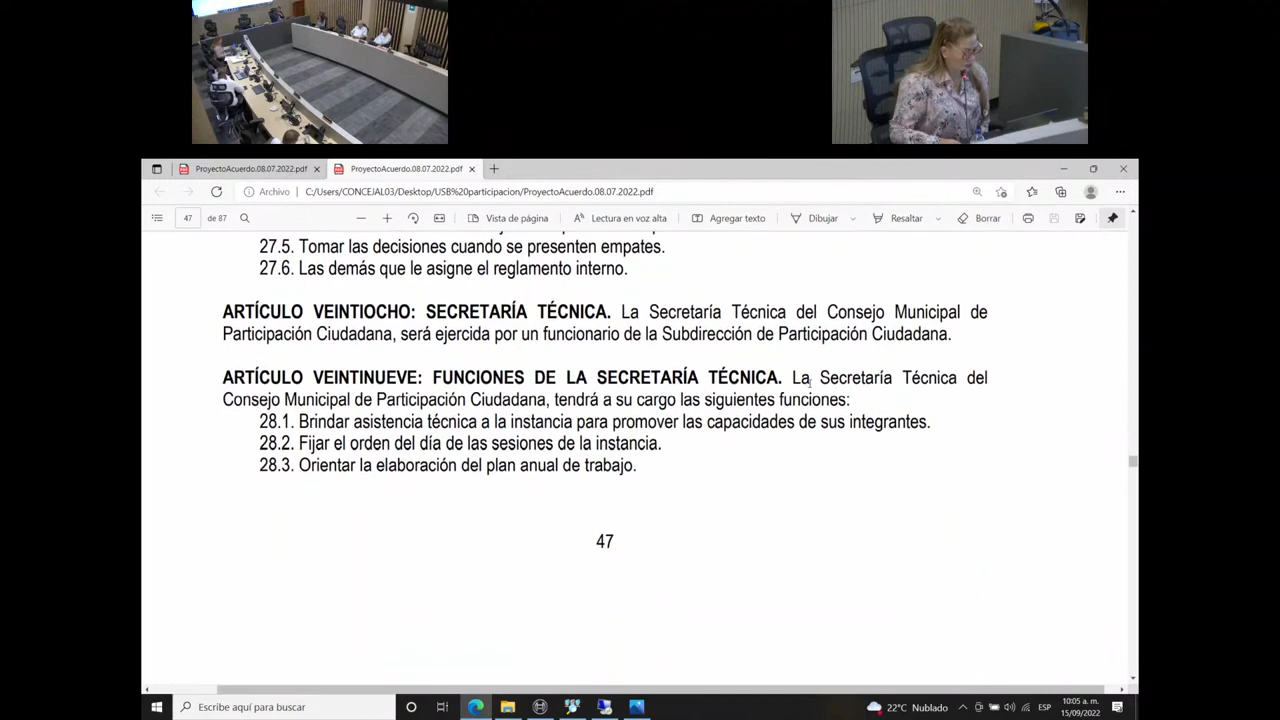 ProyectoAcuerdo.08.07.2022.pdf
ProyectoAcuerdo.08.07.2022.pdf
Archivo
C:/Users/CONCEJAL03/Desktop/USB%20participacion/ProyectoAcuerdo.08.07.2022.pdf
47 de 87
Vista de página
Lectura en voz alta
Agregar texto
Dibujar
Resaltar
Borrar
27.5. Tomar las decisiones cuando se presenten empates.
27.6. Las demás que le asigne el reglamento interno.
ARTÍCULO VEINTIOCHO: SECRETARÍA TÉCNICA. La Secretaría Técnica del Consejo Municipal de
Participación Ciudadana, será ejercida por un funcionario de la Subdirección de Participación Ciudadana.
ARTÍCULO VEINTINUEVE: FUNCIONES DE LA SECRETARÍA TÉCNICA. La Secretaría Técnica del
Consejo Municipal de Participación Ciudadana, tendrá a su cargo las siguientes funciones:
28.1. Brindar asistencia técnica a la instancia para promover las capacidades de sus integrantes.
28.2. Fijar el orden del día de las sesiones de la instancia.
28.3. Orientar la elaboración del plan anual de trabajo.
47
Escribe aquí para buscar
22°C Nublado
ESP
10:05 a. m.
15/09/2022